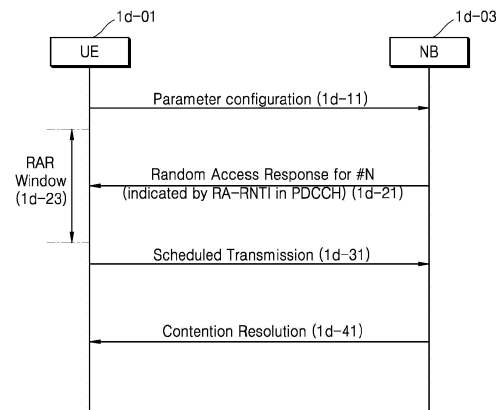 1d-01
1d-03
UE
NB
Parameter configuration (1d-11)
RAR
Window
(1d-23)
Random Access Response for #N
(indicated by RA-RNTI in PDCCH) (1d-21)
Scheduled Transmission (1d-31)
Contention Resolution (1d-41)